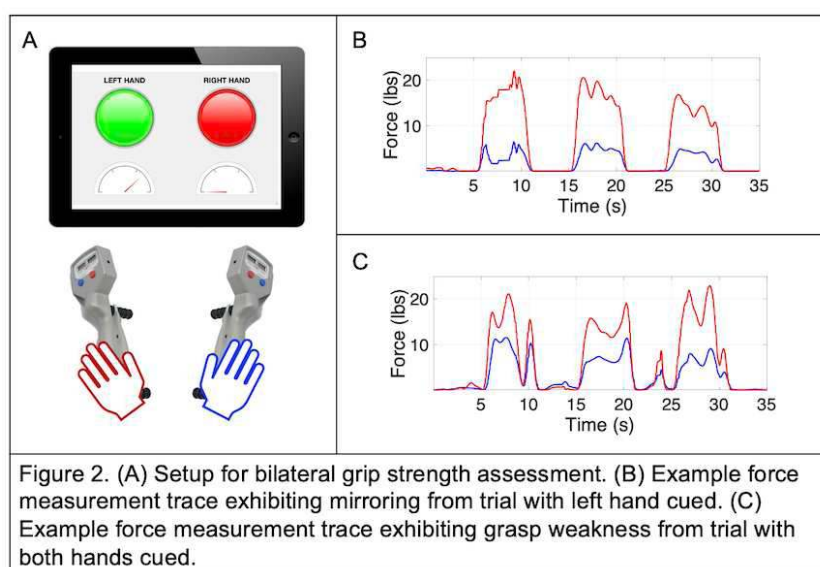 A
LEFT HAND RIGHT HAND
B
Force (lbs)
20
10
5 10 15 20 25 30 35
Time (s)
C
Force (lbs)
20
10
5 10 15 20 25 30 35
Time (s)
Figure 2. (A) Setup for bilateral grip strength assessment. (B) Example force
measurement trace exhibiting mirroring from trial with left hand cued. (C)
Example force measurement trace exhibiting grasp weakness from trial with
both hands cued.